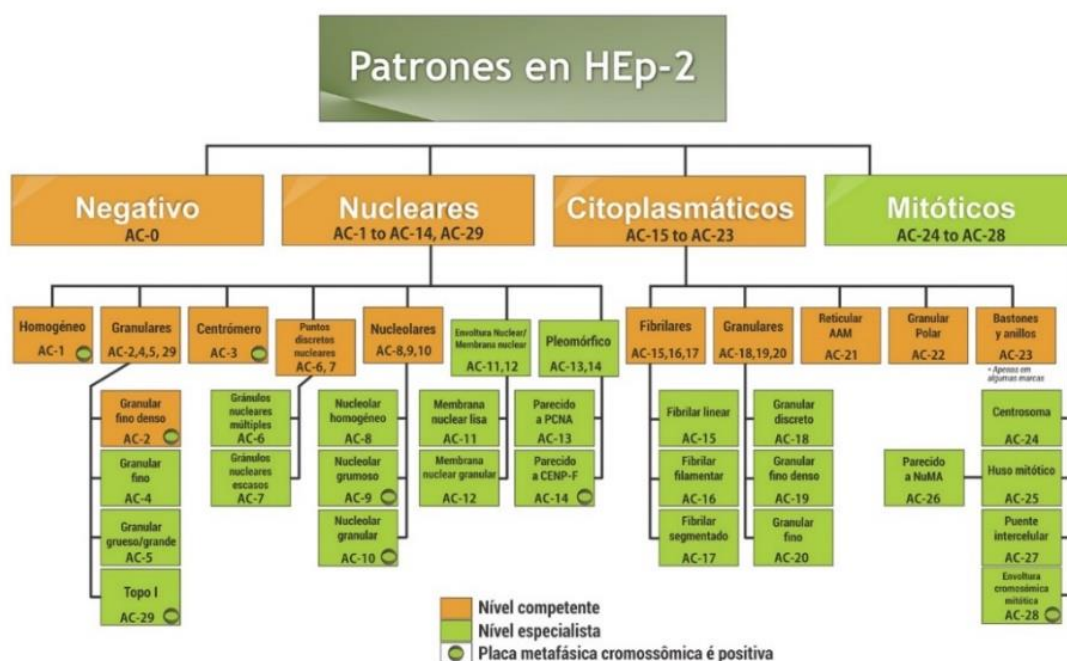 Patrones en HEp-2
Negativo
AC-0
Nucleares
AC-1 to AC-14, AC-29
Citoplasmáticos
AC-15 to AC-23
Mitóticos
AC-24 to AC-28
Homogéneo
AC-1
Granulares
AC-2,4,5, 29
Centrómero
AC-3
Puntos
discretos
nucleares
AC-6, 7
Nucleolares
AC-8,9,10
Envoltura Nuclear/
Membrana nuclear
AC-11,12
Pleomórfico
AC-13,14
Fibrilares
AC-15,16,17
Granulares
AC-18,19,20
Reticular
AAM
AC-21
Granular
Polar
AC-22
Bastones
y anillos
AC-23
• Apenas em
algumas marcas
Granular
fino denso
AC-2
Granular
fino
AC-4
Granular
grueso/grande
AC-5
Topo I
AC-29
Gránulos
nucleares
múltiples
AC-6
Gránulos
nucleares
escasos
AC-7
Nucleolar
homogéneo
AC-8
Nucleolar
grumoso
AC-9
Nucleolar
granular
AC-10
Membrana
nuclear lisa
AC-11
Membrana
nuclear granular
AC-12
Parecido
a PCNA
AC-13
Parecido
a CENP-F
AC-14
Fibrilar linear
AC-15
Fibrilar
filamentar
AC-16
Fibrilar
segmentado
AC-17
Granular
discreto
AC-18
Granular
fino denso
AC-19
Granular
fino
AC-20
Centrosoma
AC-24
Parecido
a NuMA
AC-26
Huso mitótico
AC-25
Puente
intercelular
AC-27
Envoltura
cromosómica
mitótica
AC-28
Nível competente
Nível especialista
Placa metafásica cromossômica é positiva